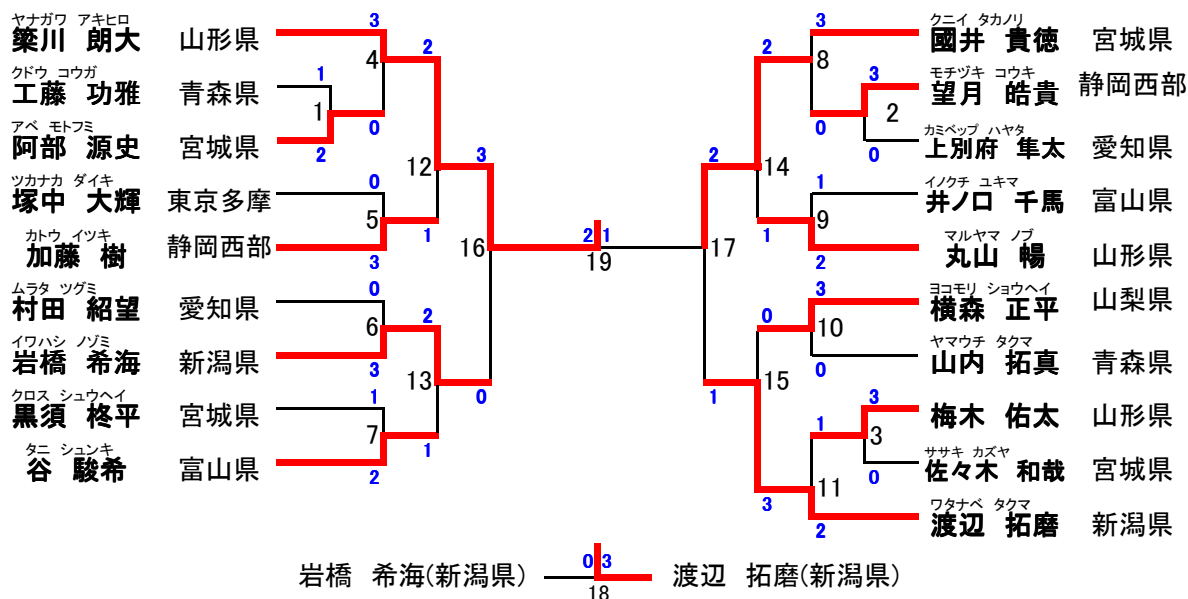 ヤナガワ アキヒロ
簗川 朗大 山形県
クドウ コウガ
工藤 功雅 青森県
アベ モトフミ
阿部 源史 宮城県
ツカナカ ダイキ
塚中 大輝 東京多摩
カトウ イツキ
加藤 樹 静岡西部
ムラタ ツグミ
村田 紹望 愛知県
イワハシ ノゾミ
岩橋 希海 新潟県
クロス シュウヘイ
黒須 柊平 宮城県
タニ シュンキ
谷 駿希 富山県
3
4
0
1
1
2
2
12
1
0
5
3
3
16
0
0
6
3
2
13
1
1
7
2
2 1
19
3
8
0
3
2
0
2
14
1
1
9
2
2
17
1
3
10
0
0
15
3
3
3
0
1
11
2
クニイ タカノリ
國井 貴徳 宮城県
モチヅキ コウキ
望月 皓貴 静岡西部
カミベップ ハヤタ
上別府 隼太 愛知県
イノクチ ユキマ
井ノ口 千馬 富山県
マルヤマ ノブ
丸山 暢 山形県
ヨコモリ ショウヘイ
横森 正平 山梨県
ヤマウチ タクマ
山内 拓真 青森県
梅木 佑太 山形県
ササキ カズヤ
佐々木 和哉 宮城県
ワタナベ タクマ
渡辺 拓磨 新潟県
岩橋 希海(新潟県) 0 3 渡辺 拓磨(新潟県)
18